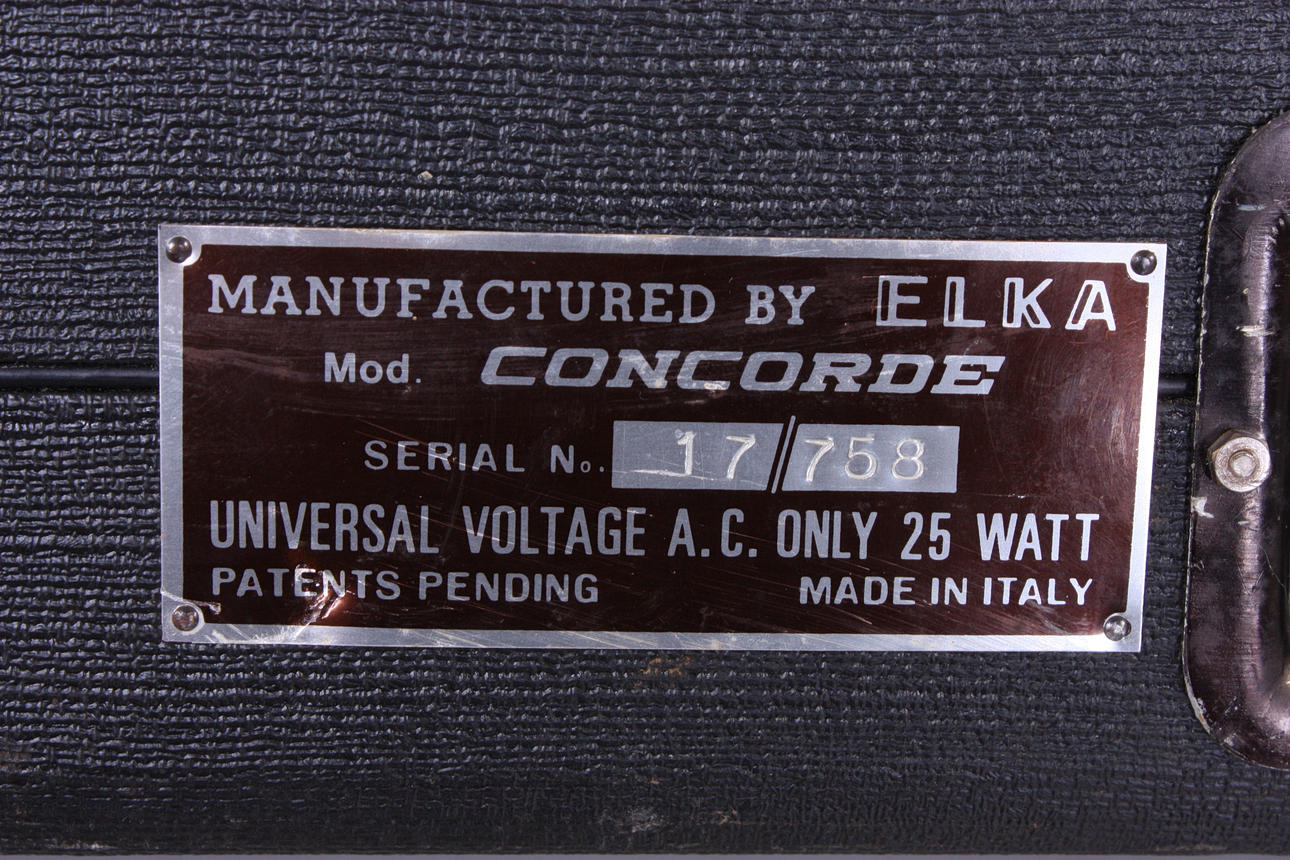 MANUFACTURED BY ELKA
Mod. CONCORDE
SERIAL No. 17/758
UNIVERSAL VOLTAGE A.C. ONLY 25 WATT
PATENTS PENDING MADE IN ITALY